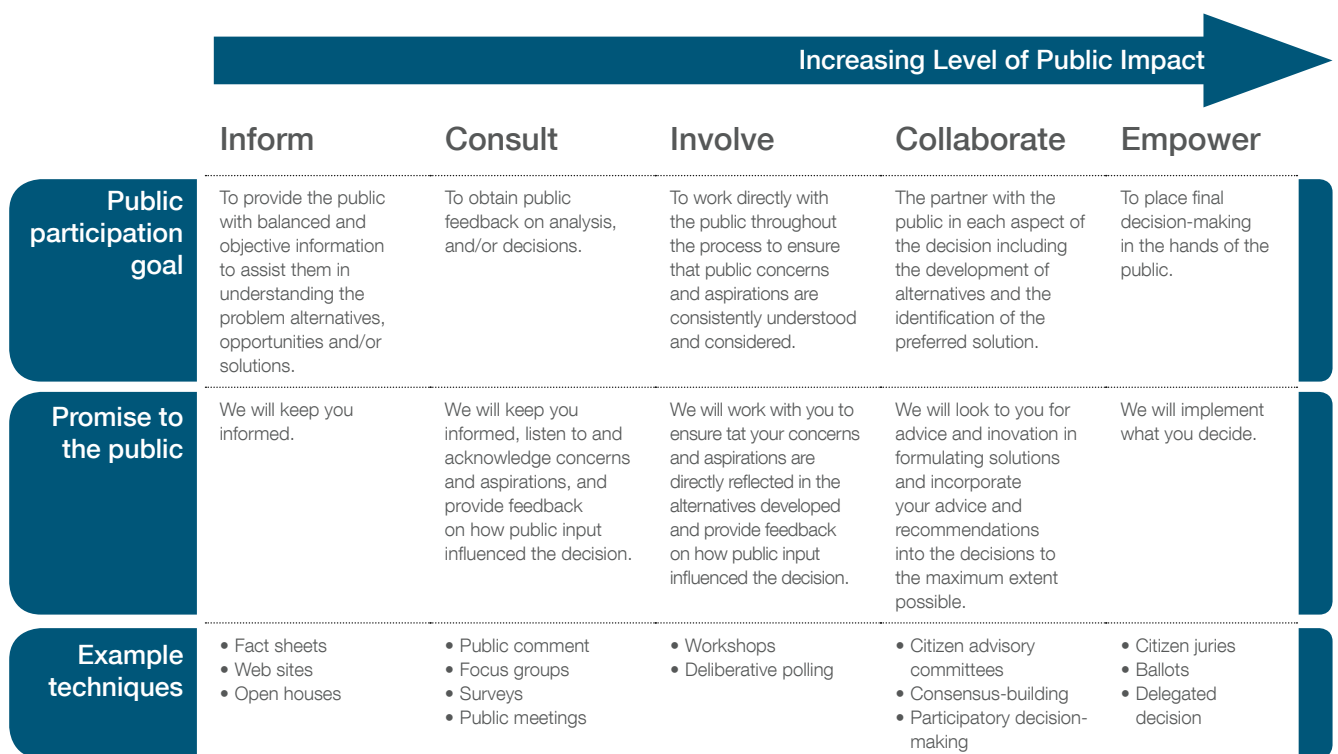 Increasing Level of Public Impact
Inform
Consult
Involve
Collaborate
Empower
Public
participation
goal
To provide the public
with balanced and
objective information
to assist them in
understanding the
problem alternatives,
opportunities and/or
solutions.
To obtain public
feedback on analysis,
and/or decisions.
To work directly with
the public throughout
the process to ensure
that public concerns
and aspirations are
consistently understood
and considered.
The partner with the
public in each aspect of
the decision including
the development of
alternatives and the
identification of the
preferred solution.
To place final
decision-making
in the hands of the
public.
Promise to
the public
We will keep you
informed.
We will keep you
informed, listen to and
acknowledge concerns
and aspirations, and
provide feedback
on how public input
influenced the decision.
We will work with you to
ensure tat your concerns
and aspirations are
directly reflected in the
alternatives developed
and provide feedback
on how public input
influenced the decision.
We will look to you for
advice and inovation in
formulating solutions
and incorporate
your advice and
recommendations
into the decisions to
the maximum extent
possible.
We will implement
what you decide.
Example
techniques
• Fact sheets
• Web sites
• Open houses
• Public comment
• Focus groups
• Surveys
• Public meetings
• Workshops
• Deliberative polling
• Citizen advisory
committees
• Consensus-building
• Participatory decision-
making
• Citizen juries
• Ballots
• Delegated
decision